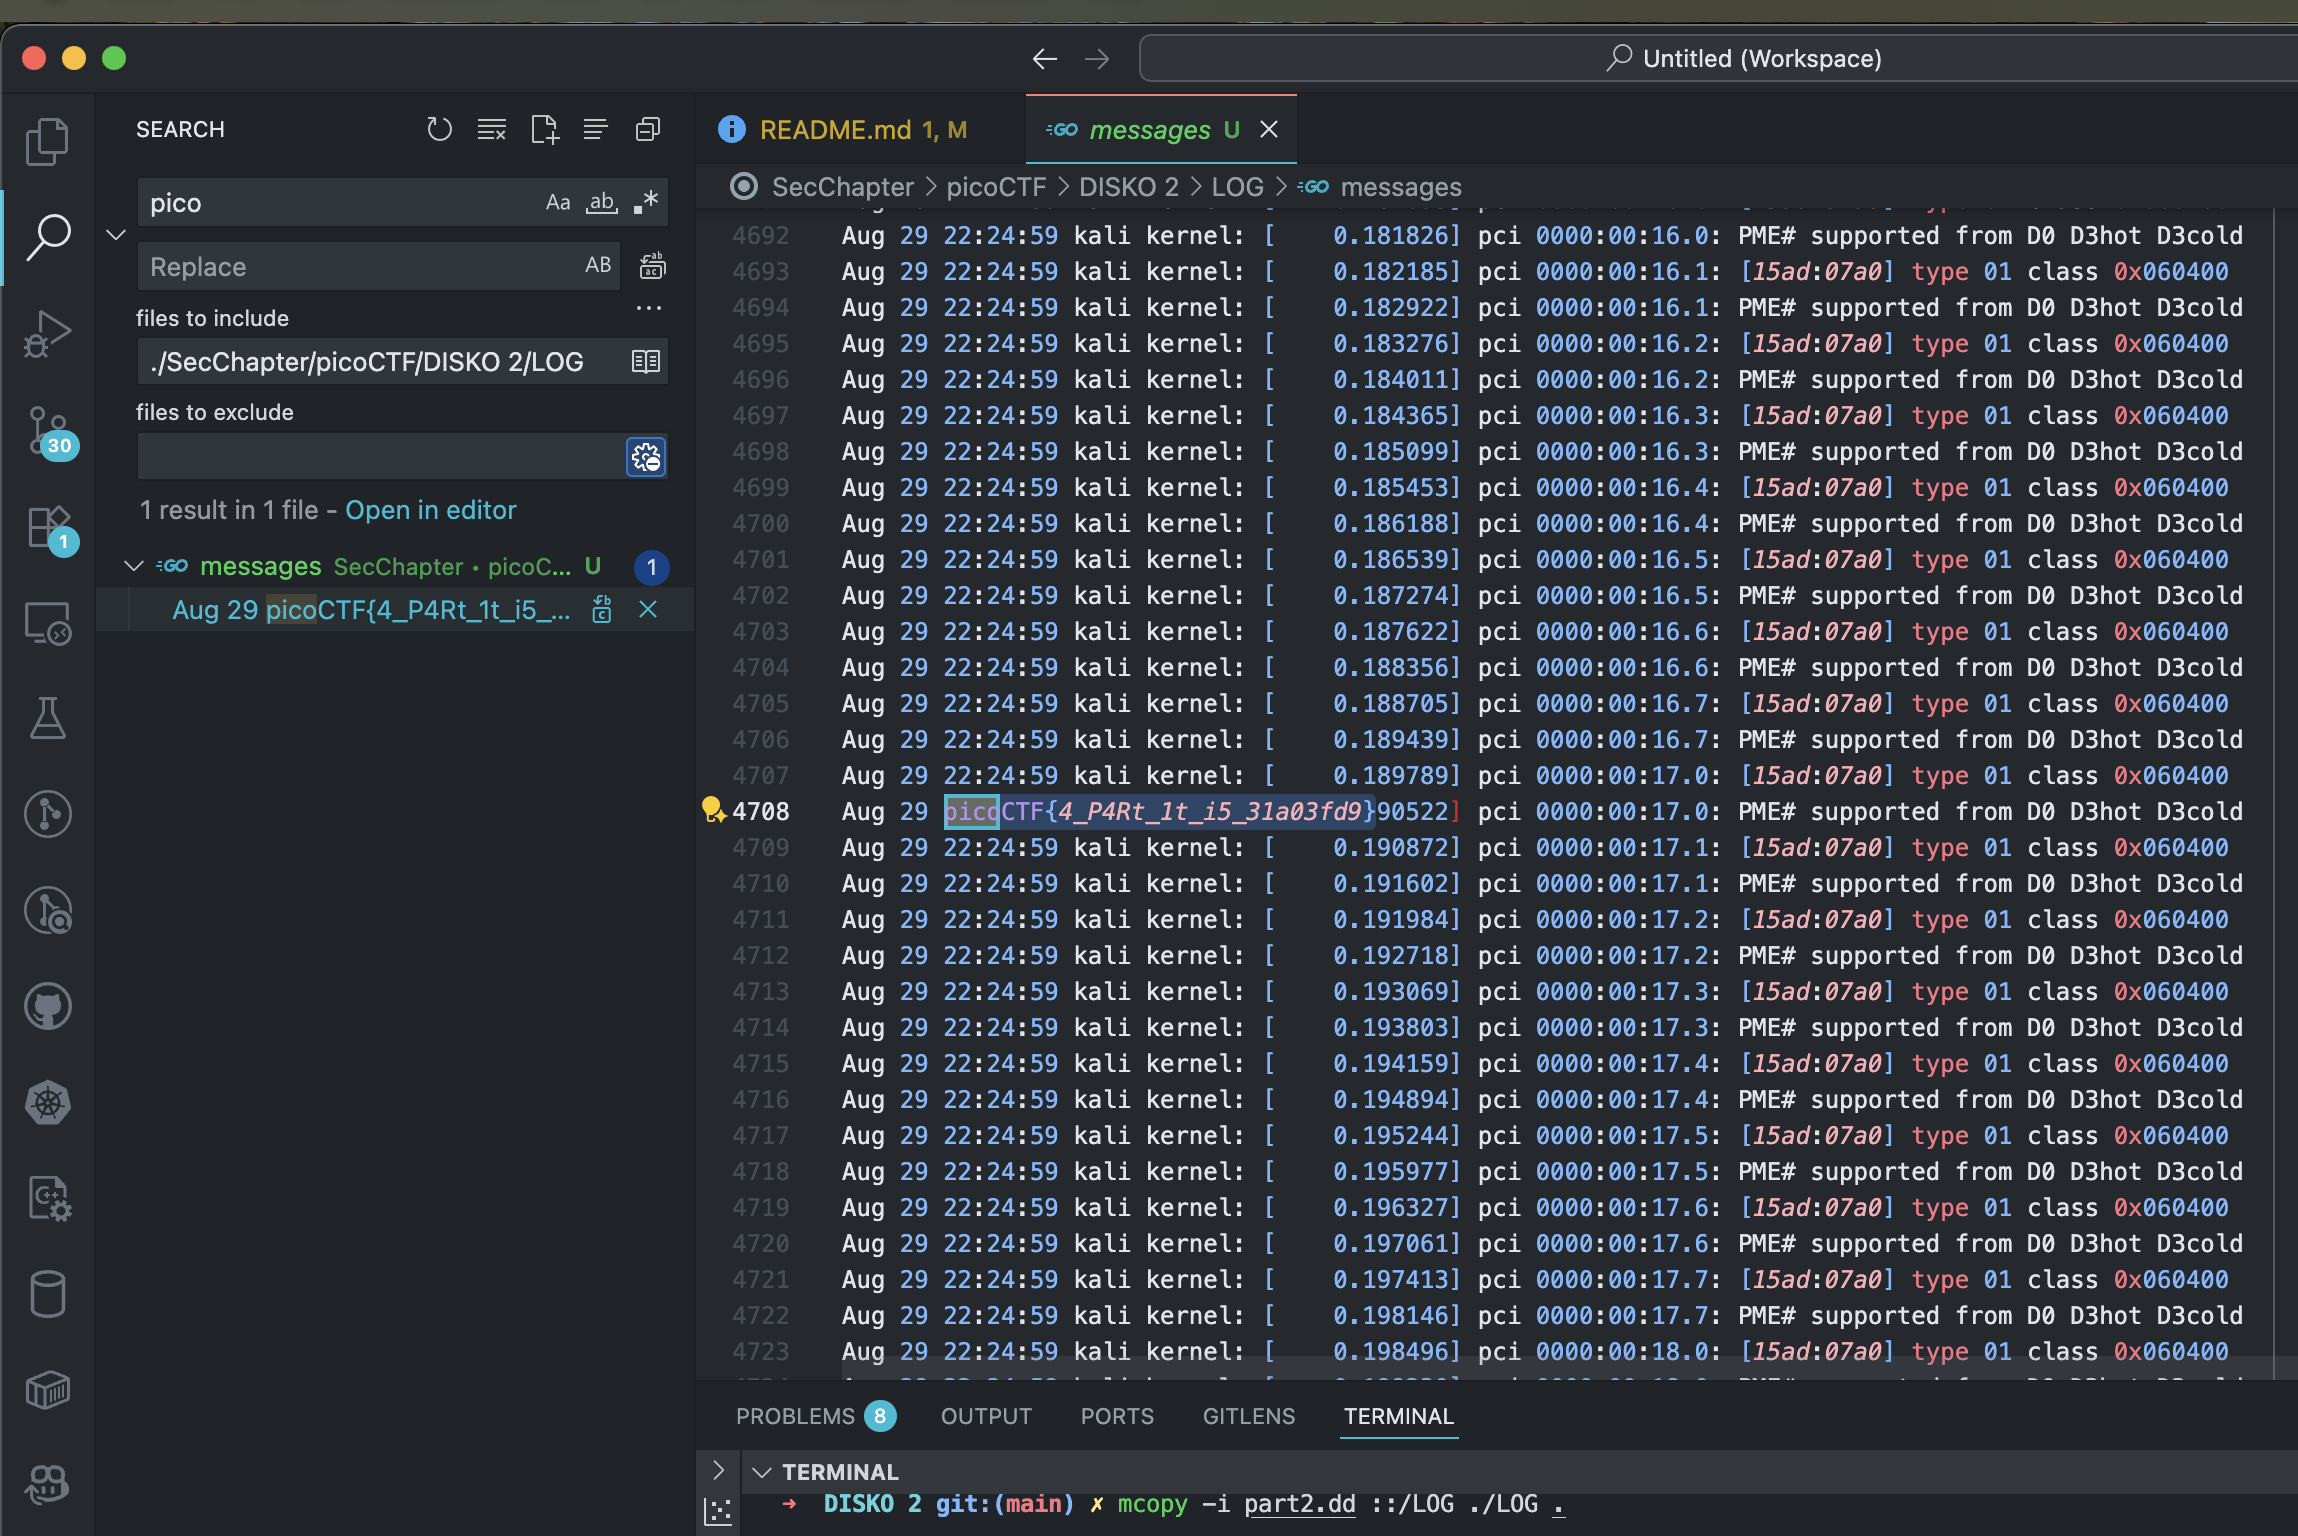 Untitled (Workspace)
SEARCH
pico
Aa ab .*
Replace
AB
files to include
./SecChapter/picoCTF/DISKO 2/LOG
files to exclude
1 result in 1 file - Open in editor
messages SecChapter • picoC... U 1
Aug 29 picoCTF{4_P4Rt_1t_i5_...
30
1
README.md 1, M
messages U
SecChapter > picoCTF > DISKO 2 > LOG > messages
4692 Aug 29 22:24:59 kali kernel: [    0.181826] pci 0000:00:16.0: PME# supported from D0 D3hot D3cold
4693 Aug 29 22:24:59 kali kernel: [    0.182185] pci 0000:00:16.1: [15ad:07a0] type 01 class 0x060400
4694 Aug 29 22:24:59 kali kernel: [    0.182922] pci 0000:00:16.1: PME# supported from D0 D3hot D3cold
4695 Aug 29 22:24:59 kali kernel: [    0.183276] pci 0000:00:16.2: [15ad:07a0] type 01 class 0x060400
4696 Aug 29 22:24:59 kali kernel: [    0.184011] pci 0000:00:16.2: PME# supported from D0 D3hot D3cold
4697 Aug 29 22:24:59 kali kernel: [    0.184365] pci 0000:00:16.3: [15ad:07a0] type 01 class 0x060400
4698 Aug 29 22:24:59 kali kernel: [    0.185099] pci 0000:00:16.3: PME# supported from D0 D3hot D3cold
4699 Aug 29 22:24:59 kali kernel: [    0.185453] pci 0000:00:16.4: [15ad:07a0] type 01 class 0x060400
4700 Aug 29 22:24:59 kali kernel: [    0.186188] pci 0000:00:16.4: PME# supported from D0 D3hot D3cold
4701 Aug 29 22:24:59 kali kernel: [    0.186539] pci 0000:00:16.5: [15ad:07a0] type 01 class 0x060400
4702 Aug 29 22:24:59 kali kernel: [    0.187274] pci 0000:00:16.5: PME# supported from D0 D3hot D3cold
4703 Aug 29 22:24:59 kali kernel: [    0.187622] pci 0000:00:16.6: [15ad:07a0] type 01 class 0x060400
4704 Aug 29 22:24:59 kali kernel: [    0.188356] pci 0000:00:16.6: PME# supported from D0 D3hot D3cold
4705 Aug 29 22:24:59 kali kernel: [    0.188705] pci 0000:00:16.7: [15ad:07a0] type 01 class 0x060400
4706 Aug 29 22:24:59 kali kernel: [    0.189439] pci 0000:00:16.7: PME# supported from D0 D3hot D3cold
4707 Aug 29 22:24:59 kali kernel: [    0.189789] pci 0000:00:17.0: [15ad:07a0] type 01 class 0x060400
4708 Aug 29 picoCTF{4_P4Rt_1t_i5_31a03fd9}90522] pci 0000:00:17.0: PME# supported from D0 D3hot D3cold
4709 Aug 29 22:24:59 kali kernel: [    0.190872] pci 0000:00:17.1: [15ad:07a0] type 01 class 0x060400
4710 Aug 29 22:24:59 kali kernel: [    0.191602] pci 0000:00:17.1: PME# supported from D0 D3hot D3cold
4711 Aug 29 22:24:59 kali kernel: [    0.191984] pci 0000:00:17.2: [15ad:07a0] type 01 class 0x060400
4712 Aug 29 22:24:59 kali kernel: [    0.192718] pci 0000:00:17.2: PME# supported from D0 D3hot D3cold
4713 Aug 29 22:24:59 kali kernel: [    0.193069] pci 0000:00:17.3: [15ad:07a0] type 01 class 0x060400
4714 Aug 29 22:24:59 kali kernel: [    0.193803] pci 0000:00:17.3: PME# supported from D0 D3hot D3cold
4715 Aug 29 22:24:59 kali kernel: [    0.194159] pci 0000:00:17.4: [15ad:07a0] type 01 class 0x060400
4716 Aug 29 22:24:59 kali kernel: [    0.194894] pci 0000:00:17.4: PME# supported from D0 D3hot D3cold
4717 Aug 29 22:24:59 kali kernel: [    0.195244] pci 0000:00:17.5: [15ad:07a0] type 01 class 0x060400
4718 Aug 29 22:24:59 kali kernel: [    0.195977] pci 0000:00:17.5: PME# supported from D0 D3hot D3cold
4719 Aug 29 22:24:59 kali kernel: [    0.196327] pci 0000:00:17.6: [15ad:07a0] type 01 class 0x060400
4720 Aug 29 22:24:59 kali kernel: [    0.197061] pci 0000:00:17.6: PME# supported from D0 D3hot D3cold
4721 Aug 29 22:24:59 kali kernel: [    0.197413] pci 0000:00:17.7: [15ad:07a0] type 01 class 0x060400
4722 Aug 29 22:24:59 kali kernel: [    0.198146] pci 0000:00:17.7: PME# supported from D0 D3hot D3cold
4723 Aug 29 22:24:59 kali kernel: [    0.198496] pci 0000:00:18.0: [15ad:07a0] type 01 class 0x060400
PROBLEMS 8 OUTPUT PORTS GITLENS TERMINAL
TERMINAL
→ DISKO 2 git:(main) ✗ mcopy -i part2.dd ::/LOG ./LOG .